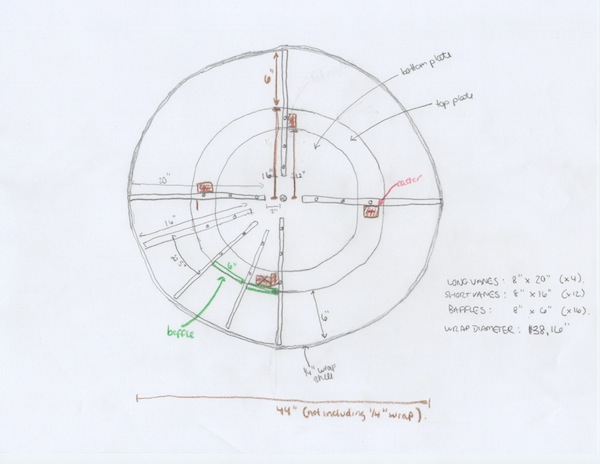 6"
bottom plate
top plate
16"
12"
20"
caster
2"
16"
22.5°
6"
baffle
6"
1/4" wrap
LONG VANES: 8" x 20" (x4).
SHORT VANES: 8" x 16" (x12)
BAFFLES: 8" x 6" (x16).
WRAP DIAMETER: 138.16"
44" (not including 1/4" wrap).